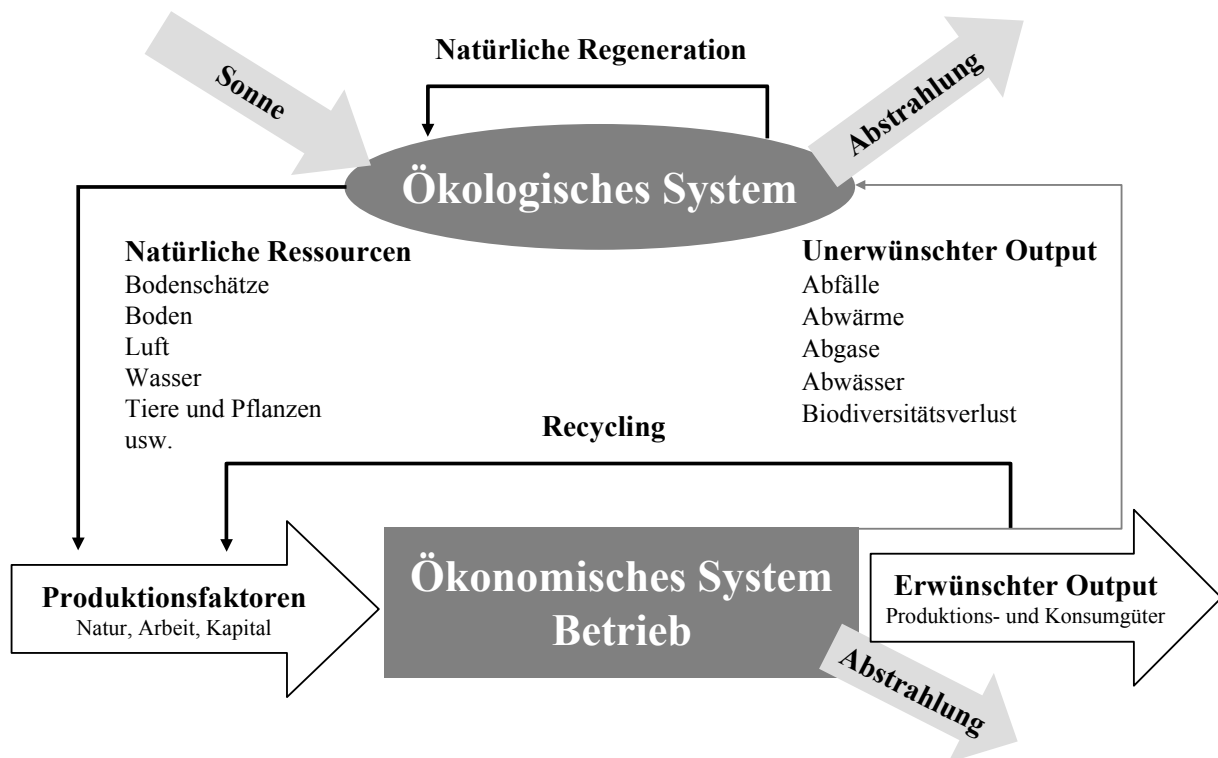 Natürliche Regeneration
Sonne
Abstrahlung
Ökologisches System
Natürliche Ressourcen
Bodenschätze
Boden
Luft
Wasser
Tiere und Pflanzen
usw.
Unerwünschter Output
Abfälle
Abwärme
Abgase
Abwässer
Biodiversitätsverlust
Recycling
Produktionsfaktoren
Natur, Arbeit, Kapital
Ökonomisches System
Betrieb
Erwünschter Output
Produktions- und Konsumgüter
Abstrahlung